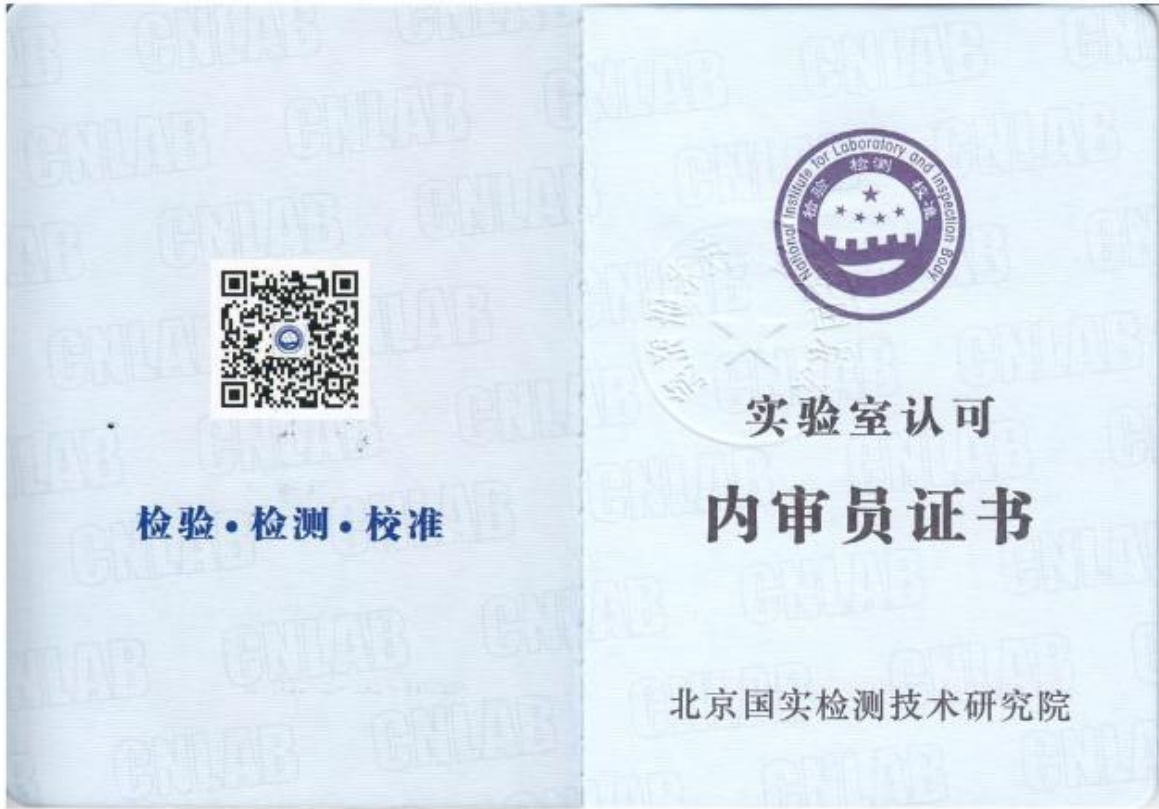 检验·检测·校准
National Institute for Laboratory and Inspection Body
检验 检测 校准
实验室认可
内审员证书
北京国实检测技术研究院
CNLAB